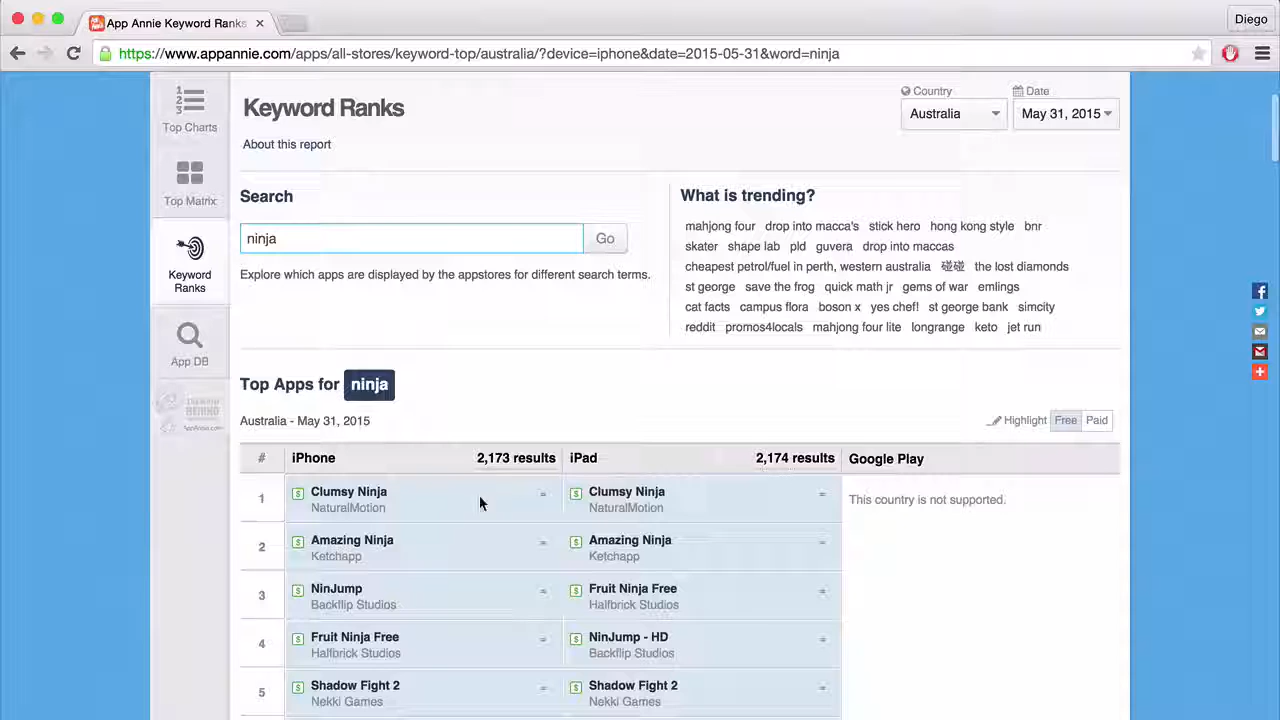 App Annie Keyword Ranks
Diego
https://www.appannie.com/apps/all-stores/keyword-top/australia/?device=iphone&date=2015-05-31&word=ninja
1
2
3
Top Charts
Top Matrix
Keyword
Ranks
App DB
Keyword Ranks
Country
Date
Australia
May 31, 2015
About this report
Search
ninja
Go
Explore which apps are displayed by the appstores for different search terms.
What is trending?
mahjong four drop into macca's stick hero hong kong style bnr
skater shape lab pld guvera drop into maccas
cheapest petrol/fuel in perth, western australia 碰碰 the lost diamonds
st george save the frog quick math jr gems of war emlings
cat facts campus flora boson x yes chef! st george bank simcity
reddit promos4locals mahjong four lite longrange keto jet run
Top Apps for ninja
Australia - May 31, 2015
Highlight Free Paid
# iPhone 2,173 results iPad 2,174 results Google Play
1 Clumsy Ninja = Clumsy Ninja = This country is not supported.
NaturalMotion NaturalMotion
2 Amazing Ninja = Amazing Ninja =
Ketchapp Ketchapp
3 NinJump = Fruit Ninja Free =
Backflip Studios Halfbrick Studios
4 Fruit Ninja Free = NinJump - HD =
Halfbrick Studios Backflip Studios
5 Shadow Fight 2 = Shadow Fight 2 =
Nekki Games Nekki Games